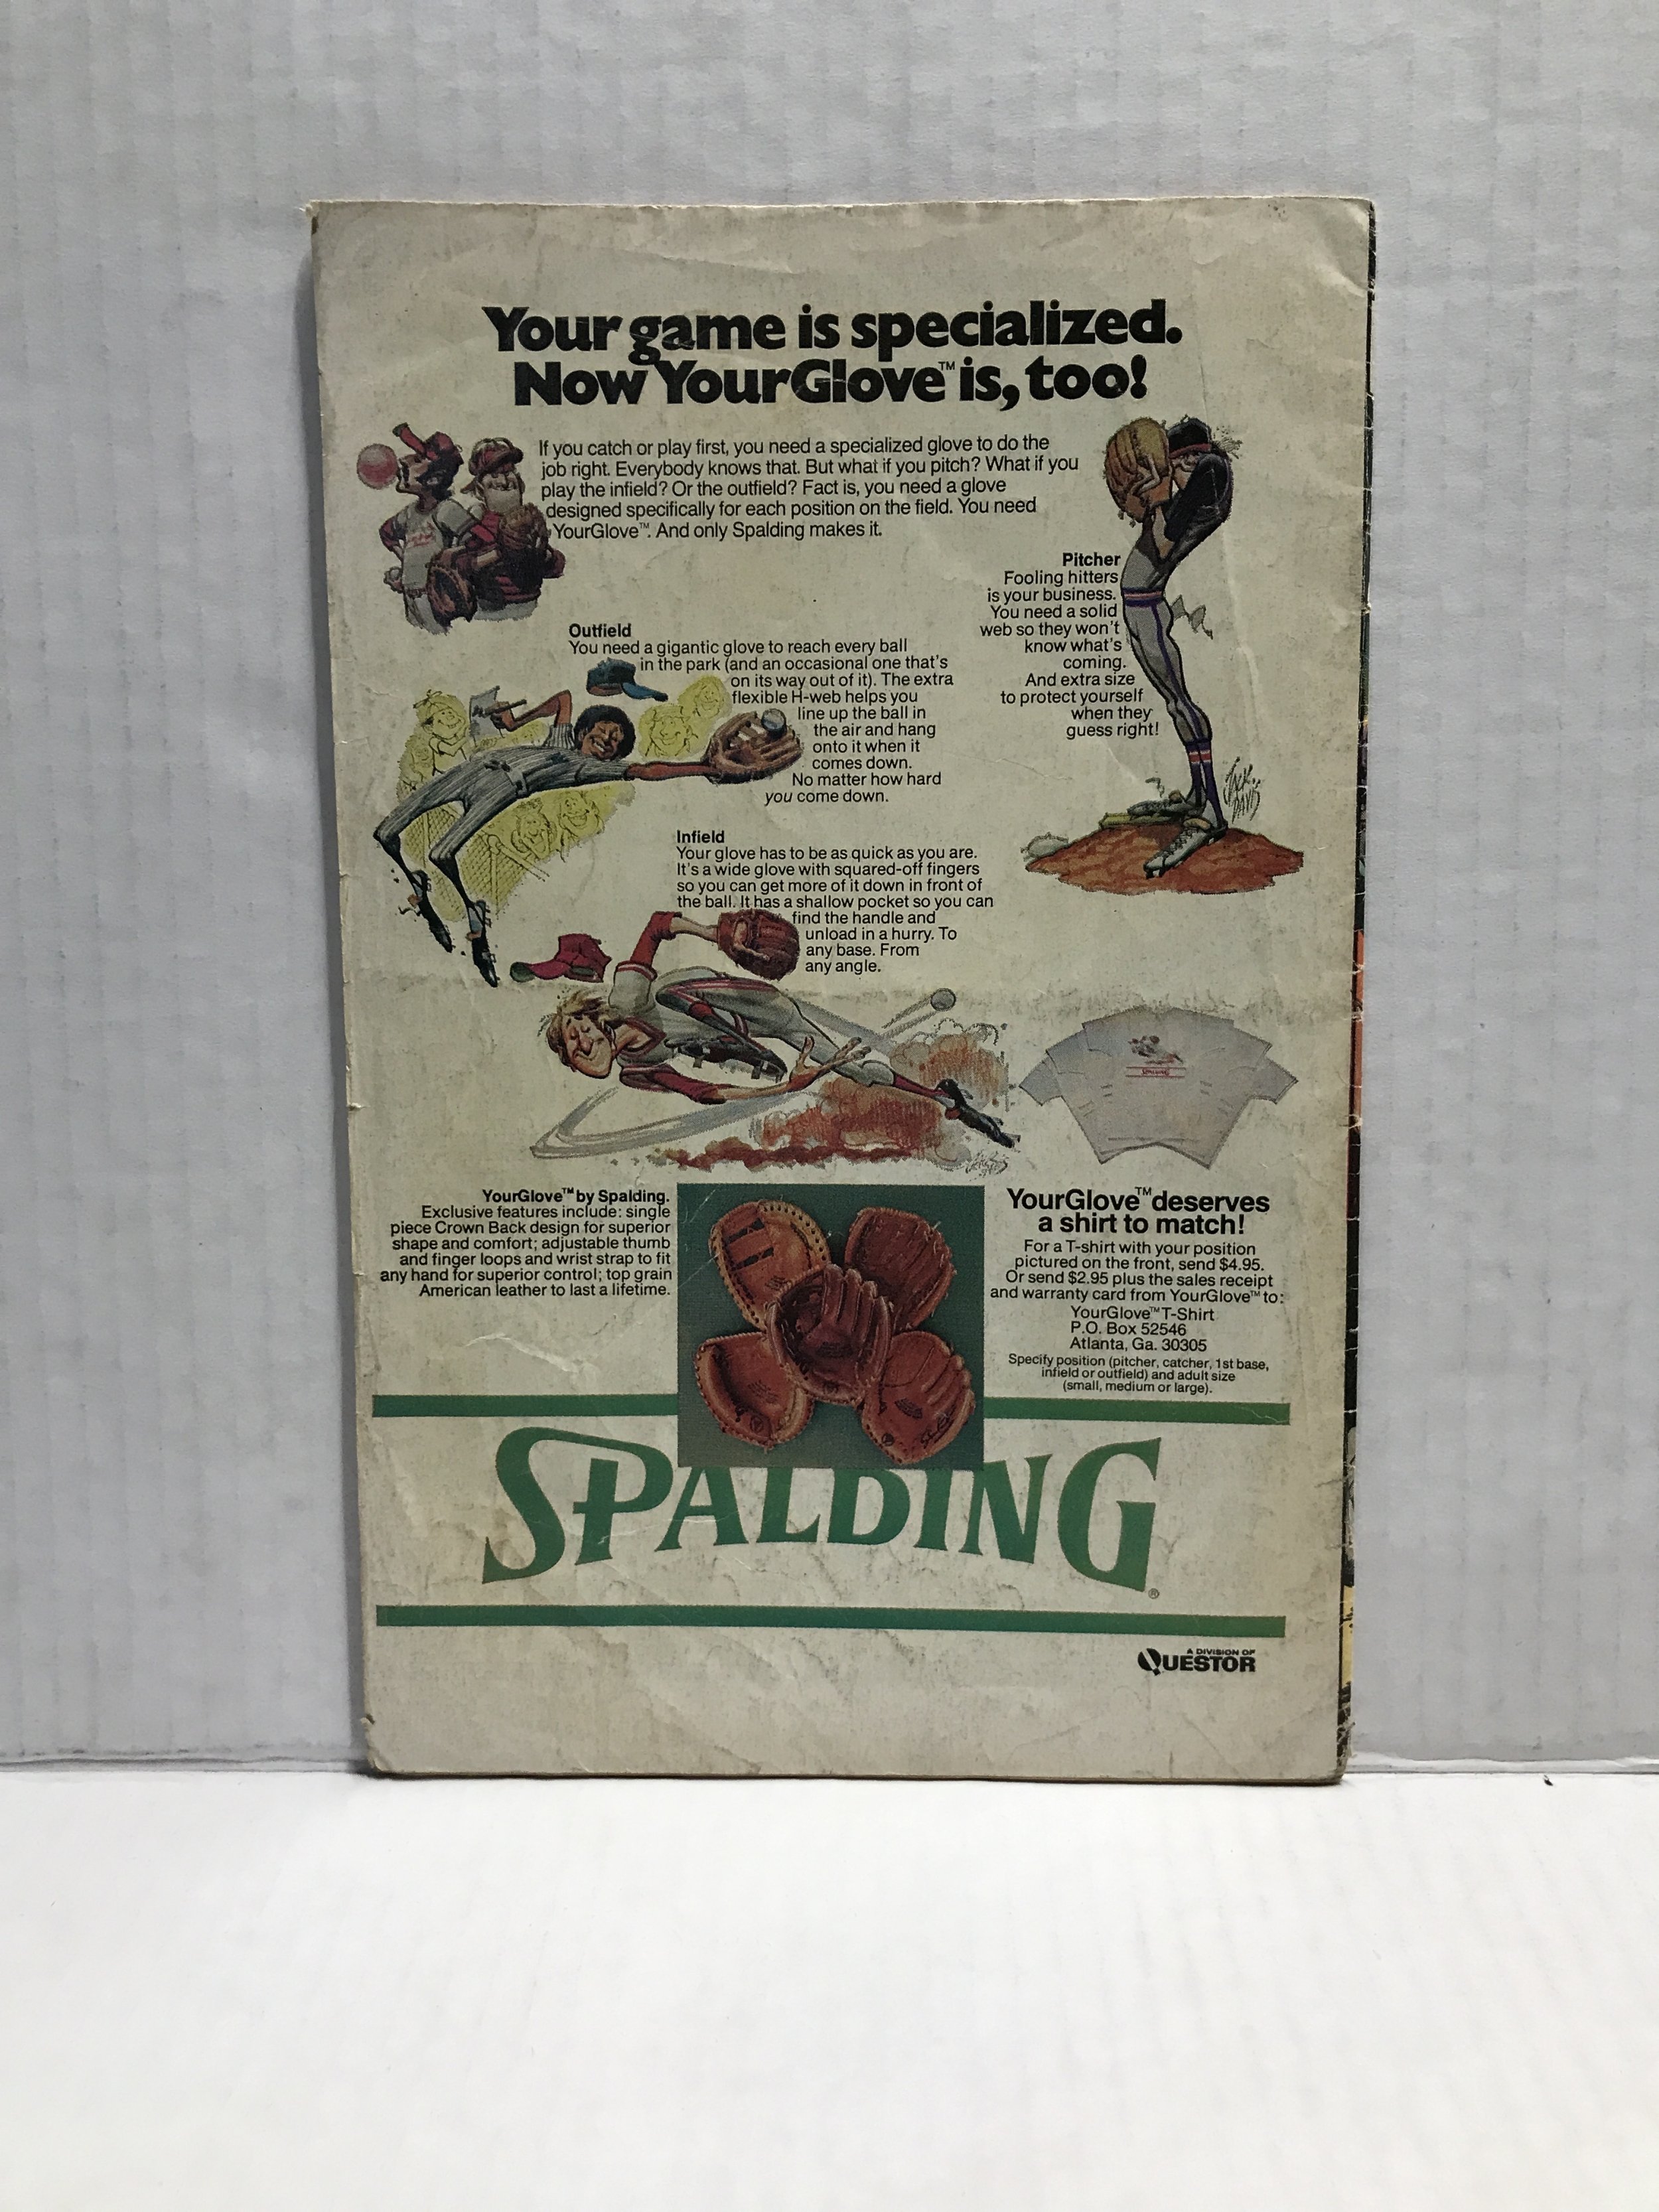 Your game is specialized.
Now YourGlove™ is, too!
If you catch or play first, you need a specialized glove to do the
job right. Everybody knows that. But what if you pitch? What if you
play the infield? Or the outfield? Fact is, you need a glove
designed specifically for each position on the field. You need
YourGlove™. And only Spalding makes it.
Pitcher
Fooling hitters
is your business.
You need a solid
web so they won't
know what's
coming.
And extra size
to protect yourself
when they
guess right!
JACK
DAVIS
Outfield
You need a gigantic glove to reach every ball
in the park (and an occasional one that's
on its way out of it). The extra
flexible H-web helps you
line up the ball in
the air and hang
onto it when it
comes down.
No matter how hard
you come down.
Infield
Your glove has to be as quick as you are.
It's a wide glove with squared-off fingers
so you can get more of it down in front of
the ball. It has a shallow pocket so you can
find the handle and
unload in a hurry. To
any base. From
any angle.
SPALDING
YourGlove™ by Spalding.
Exclusive features include: single
piece Crown Back design for superior
shape and comfort; adjustable thumb
and finger loops and wrist strap to fit
any hand for superior control; top grain
American leather to last a lifetime.
YourGlove™ deserves
a shirt to match!
For a T-shirt with your position
pictured on the front, send $4.95.
Or send $2.95 plus the sales receipt
and warranty card from YourGlove™ to:
YourGlove™ T-Shirt
P.O. Box 52546
Atlanta, Ga. 30305
Specify position (pitcher, catcher, 1st base,
infield or outfield) and adult size
(small, medium or large).
SPALDING®
A DIVISION OF
QUESTOR